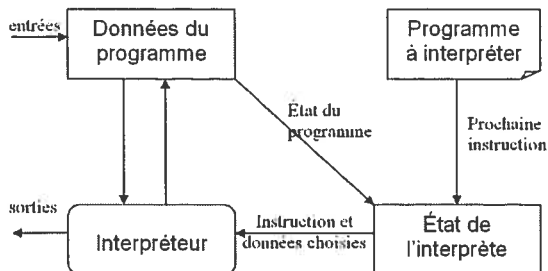 entrées
Données du
programme
Programme
à interpréter
État du
programme
Prochaine
instruction
sorties
Interpréteur
Instruction et
données choisies
État de
l'interprète